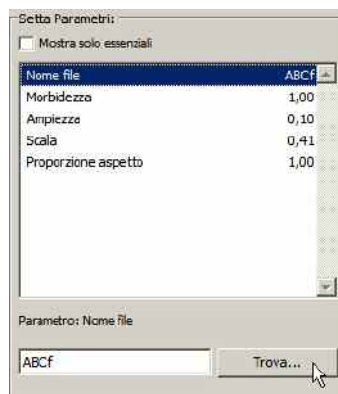 Setta Parametri:
Mostra solo essenziali
Nome file ABCf
Morbidezza 1,00
Ampiezza 0,10
Scala 0,41
Proporzione aspetto 1,00
Parametro: Nome file
ABCf Trova...